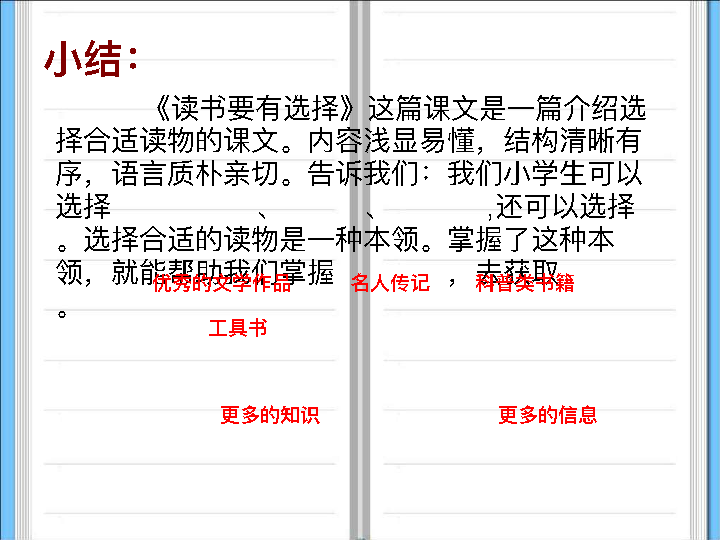 小结：
《读书要有选择》这篇课文是一篇介绍选
择合适读物的课文。内容浅显易懂，结构清晰有
序，语言质朴亲切。告诉我们：我们小学生可以
选择 、 、 ,还可以选择
。选择合适的读物是一种本领。掌握了这种本
领，就能帮助我们掌握 ，去获取
优秀的文学作品 名人传记 科普类书籍
。
工具书
更多的知识 更多的信息